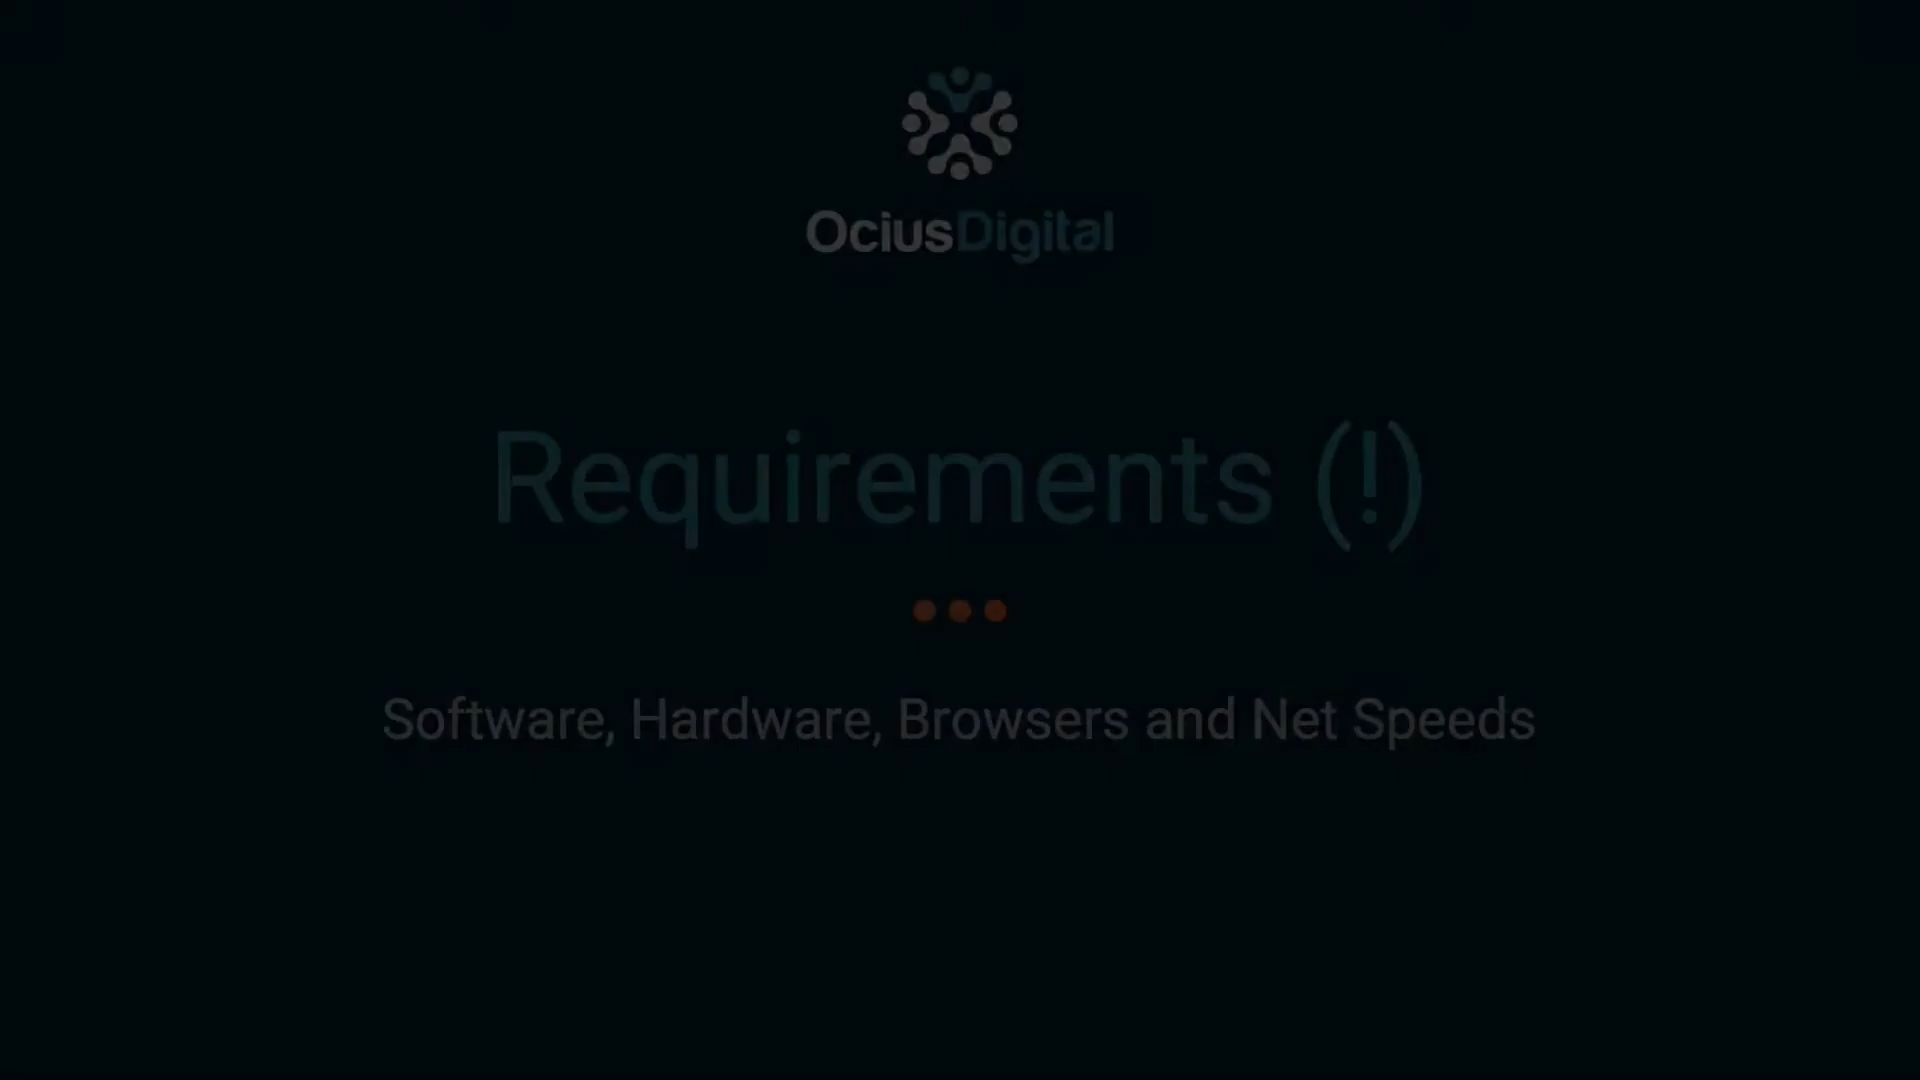 OciusDigital
Requirements (!)
Software, Hardware, Browsers and Net Speeds